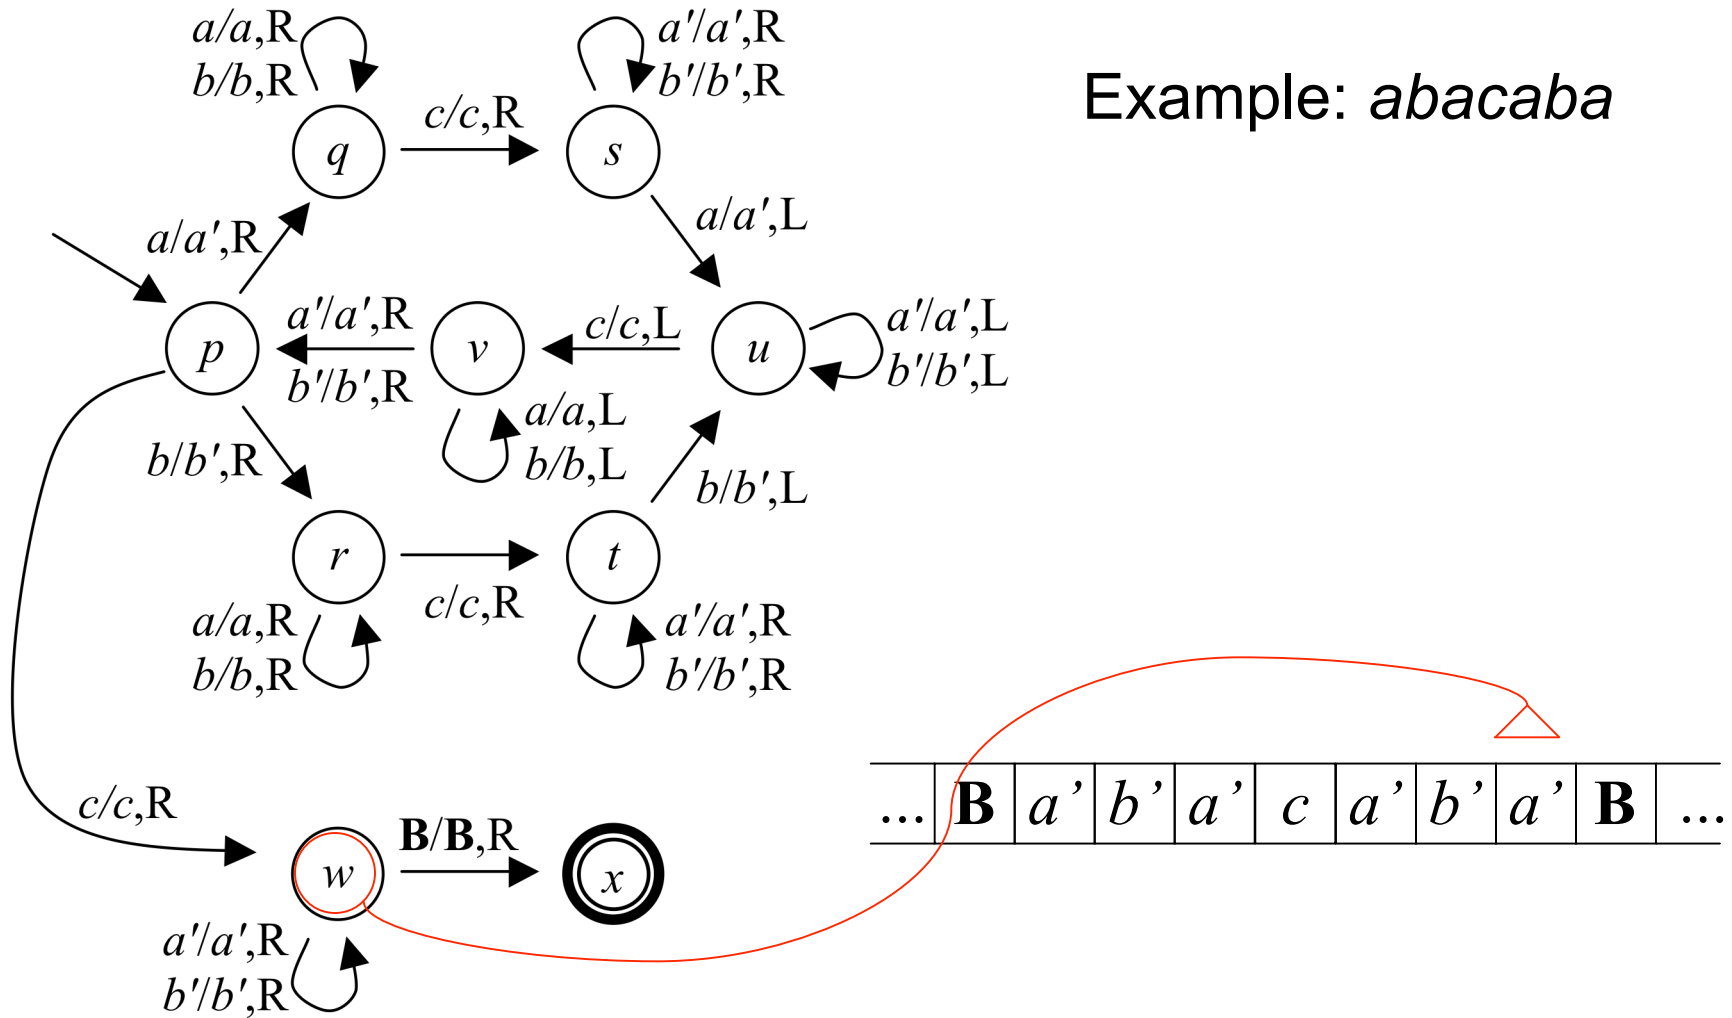 a/a,R
b/b,R
a'/a',R
b'/b',R
Example: abacaba
c/c,R
q
s
a/a',R
a/a',L
a'/a',R
b'/b',R
c/c,L
a'/a',L
b'/b',L
p
v
u
a/a,L
b/b,L
b/b',R
b/b',L
r
t
c/c,R
a/a,R
b/b,R
a'/a',R
b'/b',R
c/c,R
... B a’ b’ a’ c a’ b’ a’ B ...
B/B,R
w
x
a'/a',R
b'/b',R